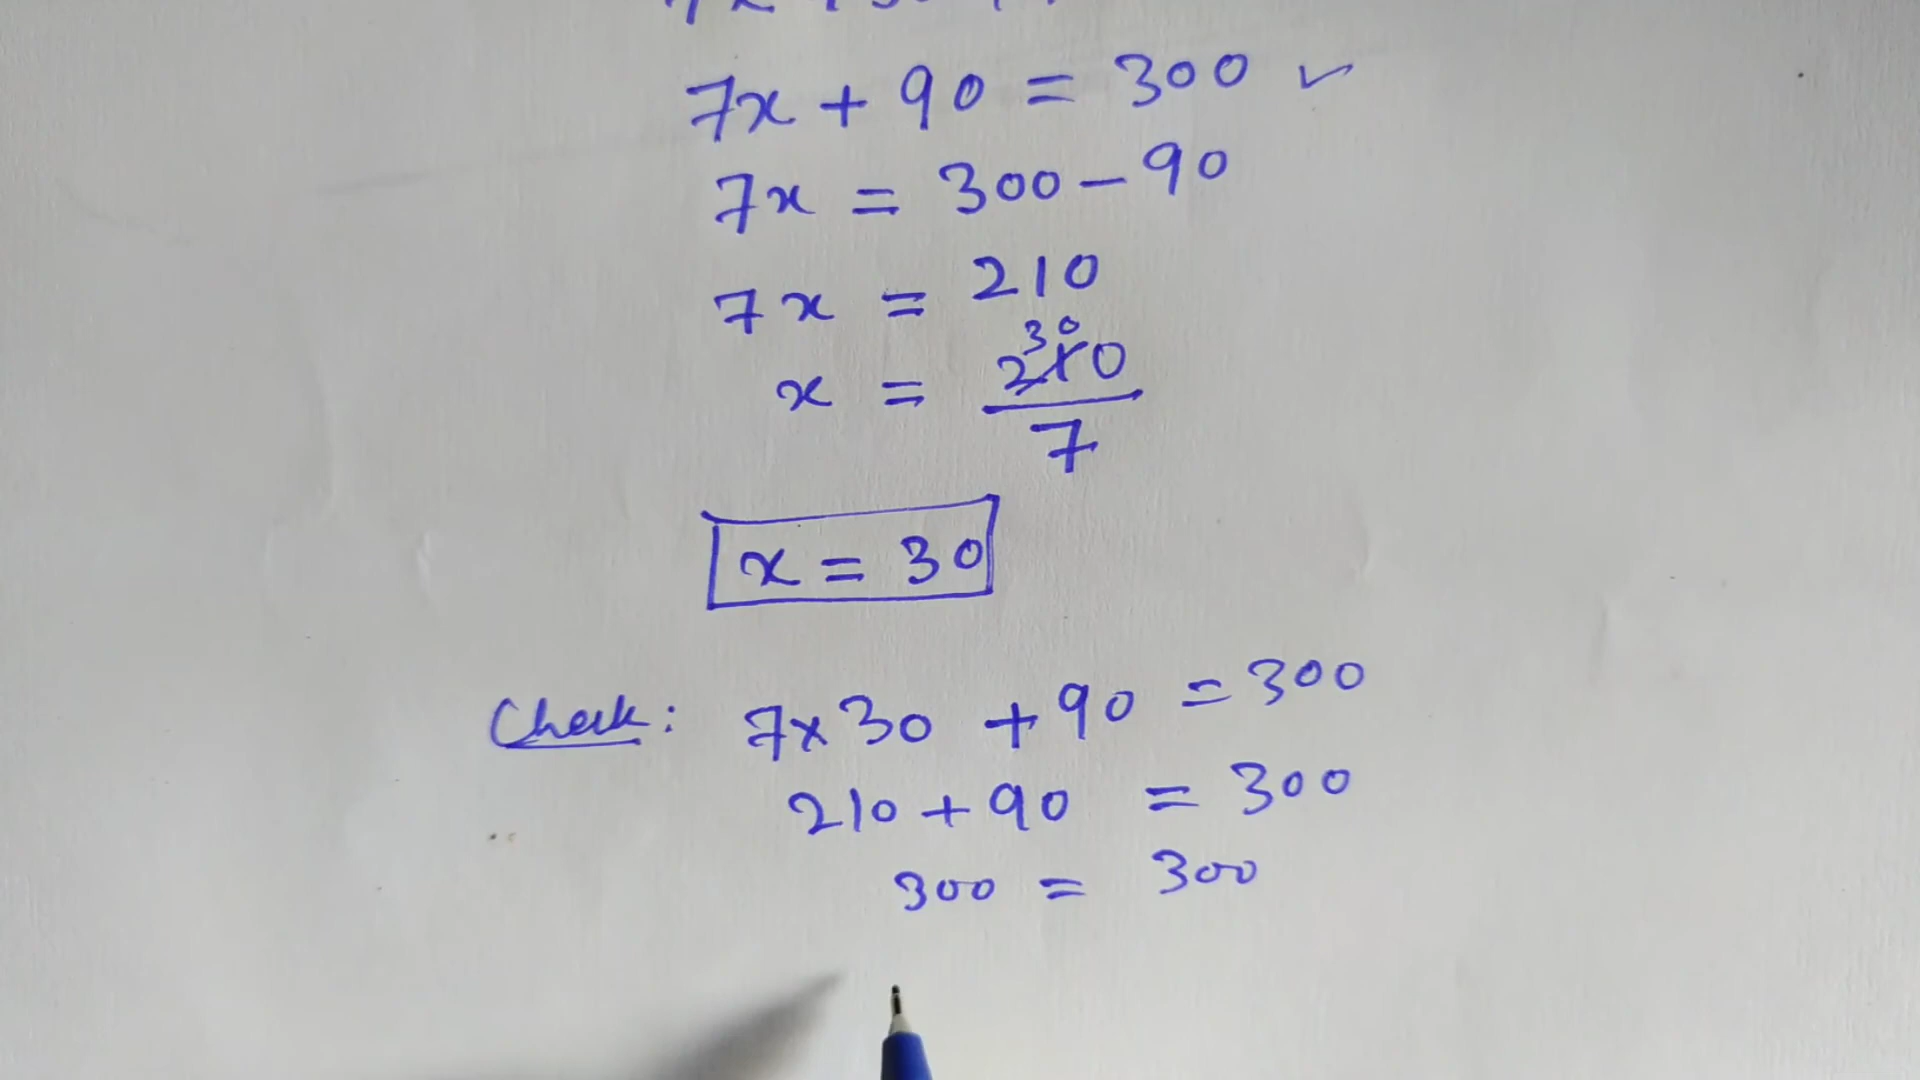 7x + 90 = 300 ✓
7x = 300 - 90
7x = 210
30
x = 210/7
x = 30
Check: 7×30 + 90 = 300
210 + 90 = 300
300 = 300